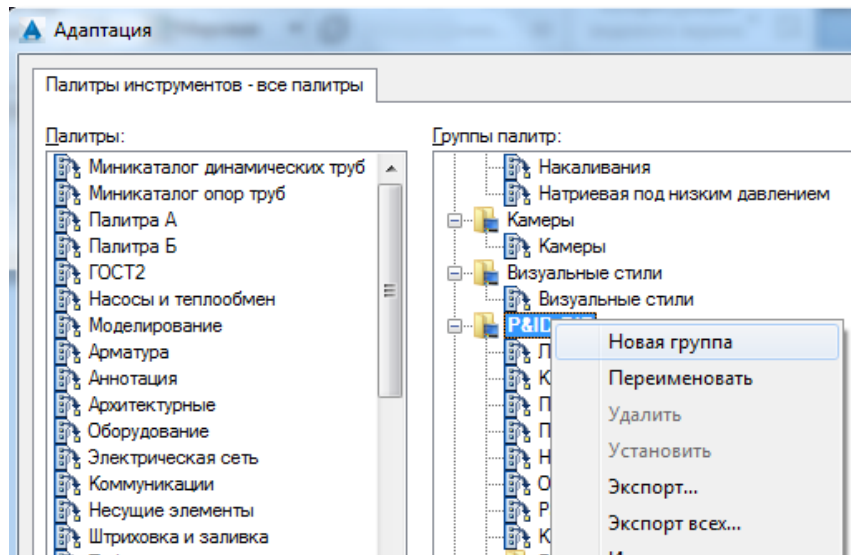 Адаптация
Палитры инструментов - все палитры
Палитры:
Миникаталог динамических труб
Миникаталог опор труб
Палитра А
Палитра Б
ГОСТ2
Насосы и теплообмен
Моделирование
Арматура
Аннотация
Архитектурные
Оборудование
Электрическая сеть
Коммуникации
Несущие элементы
Штриховка и заливка
Группы палитр:
Накаливания
Натриевая под низким давлением
Камеры
Камеры
Визуальные стили
Визуальные стили
Новая группа
Переименовать
Удалить
Установить
Экспорт...
Экспорт всех...